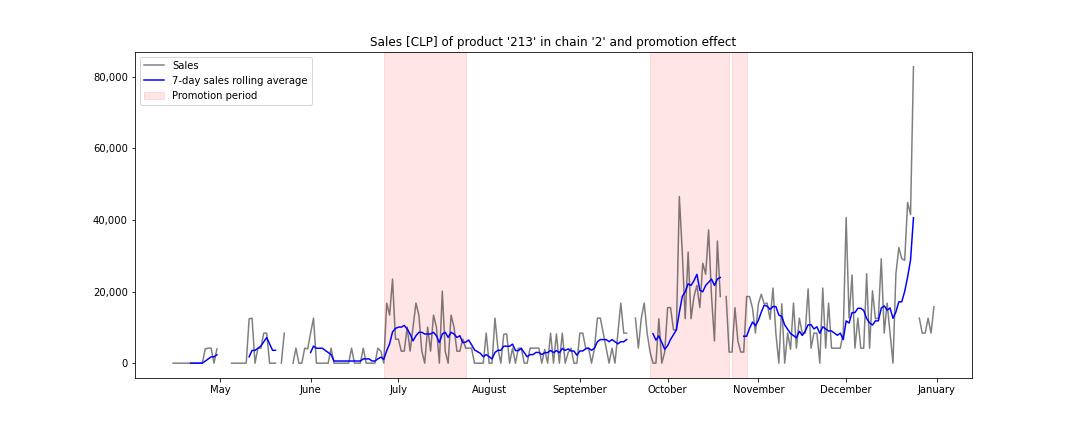 Sales [CLP] of product '213' in chain '2' and promotion effect
Sales
7-day sales rolling average
Promotion period
80,000
60,000
40,000
20,000
0
May June July August September October November December January